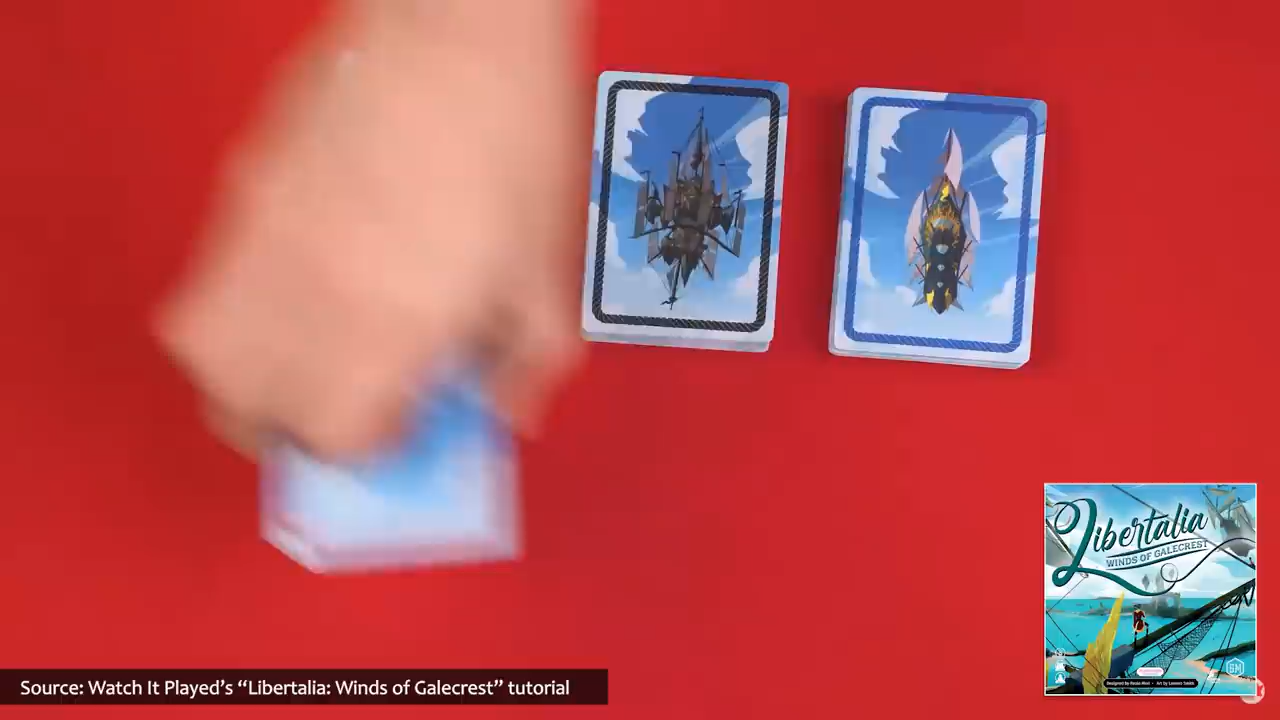 Libertalia
WINDS OF GALECREST
Source: Watch It Played's “Libertalia: Winds of Galecrest” tutorial